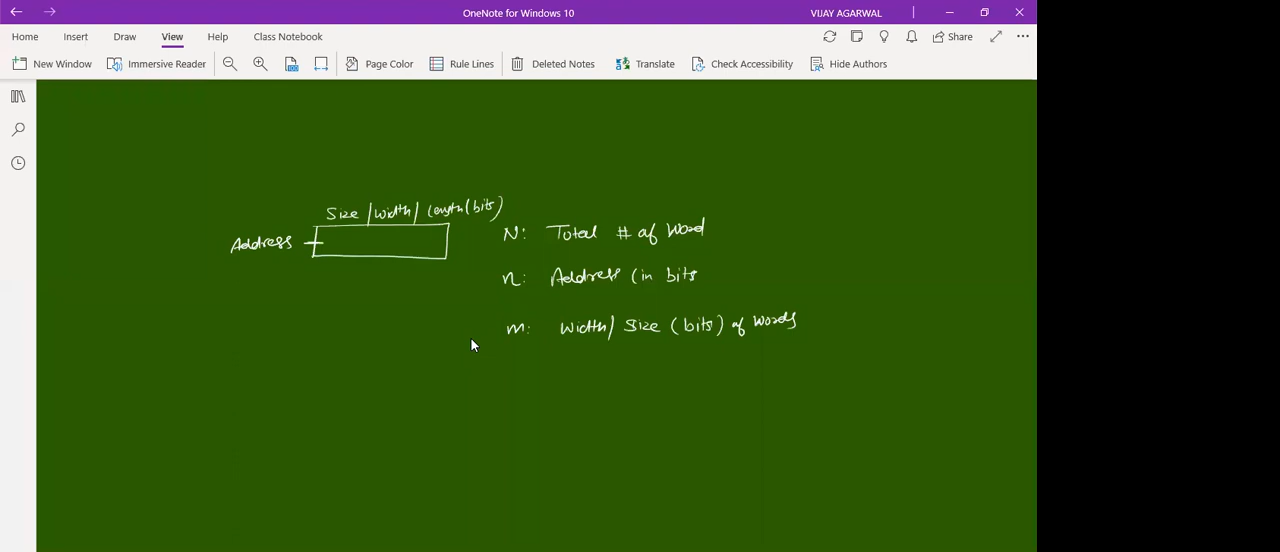 OneNote for Windows 10
VIJAY AGARWAL
Home Insert Draw View Help Class Notebook
Share
New Window Immersive Reader Page Color Rule Lines Deleted Notes Translate Check Accessibility Hide Authors
Size/Width/Length(bits)
Address
N: Total # of Word
n: Address (in bits
m: Width/Size (bits) of Words